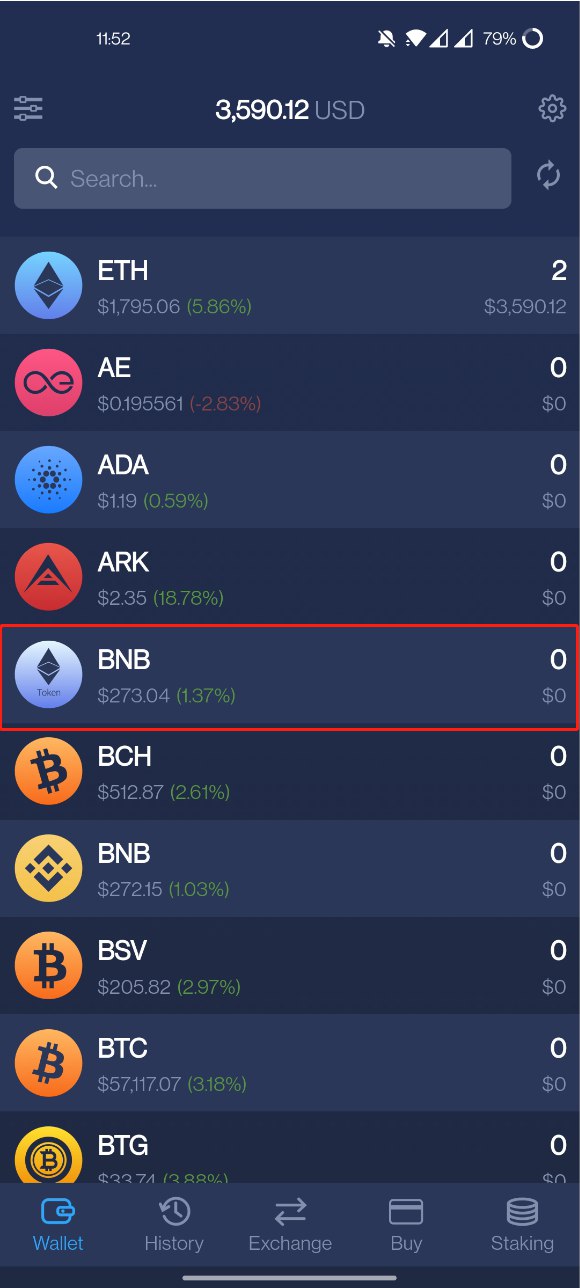 11:52
79%
3,590.12 USD
Search...
ETH
2
$1,795.06 (5.86%)
$3,590.12
AE
0
$0.195561 (-2.83%)
$0
ADA
0
$1.19 (0.59%)
$0
ARK
0
$2.35 (18.78%)
$0
BNB
0
Token
$273.04 (1.37%)
$0
BCH
0
$512.87 (2.61%)
$0
BNB
0
$272.15 (1.03%)
$0
BSV
0
$205.82 (2.97%)
$0
BTC
0
$57,117.07 (3.18%)
$0
BTG
0
$33.74 (3.88%)
$0
Wallet
History
Exchange
Buy
Staking